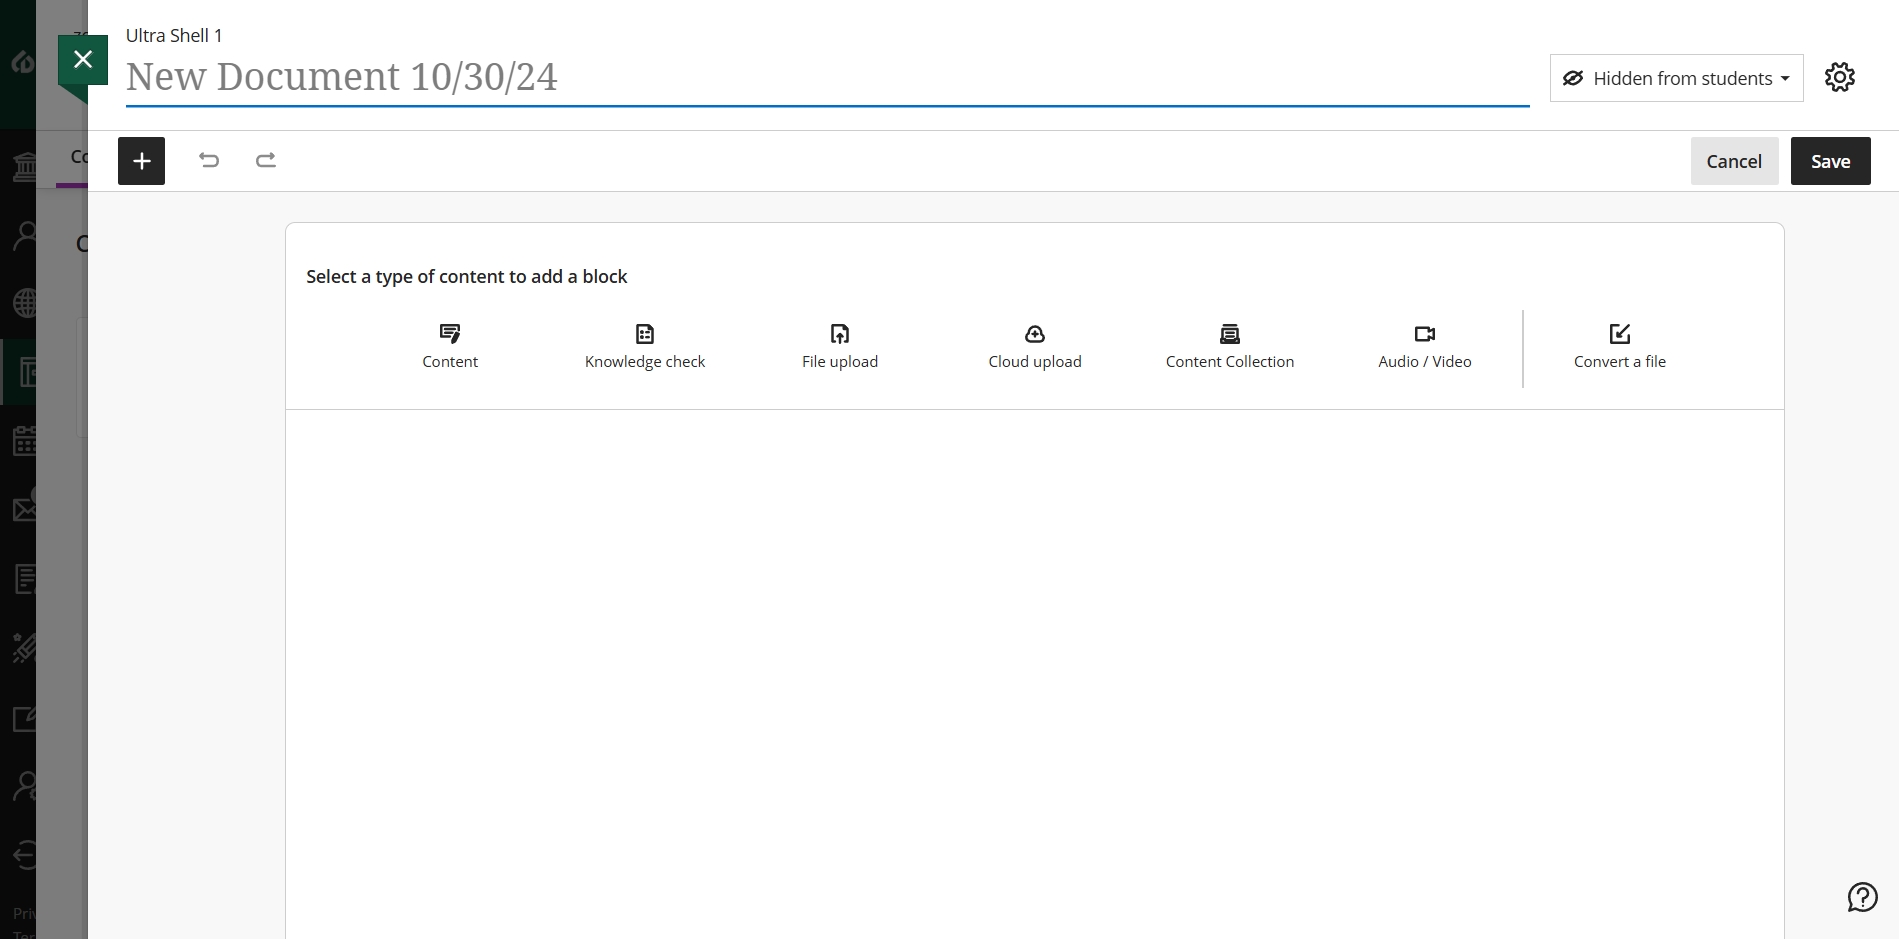 Ultra Shell 1
New Document 10/30/24
Hidden from students
Cancel
Save
Select a type of content to add a block
Content
Knowledge check
File upload
Cloud upload
Content Collection
Audio / Video
Convert a file